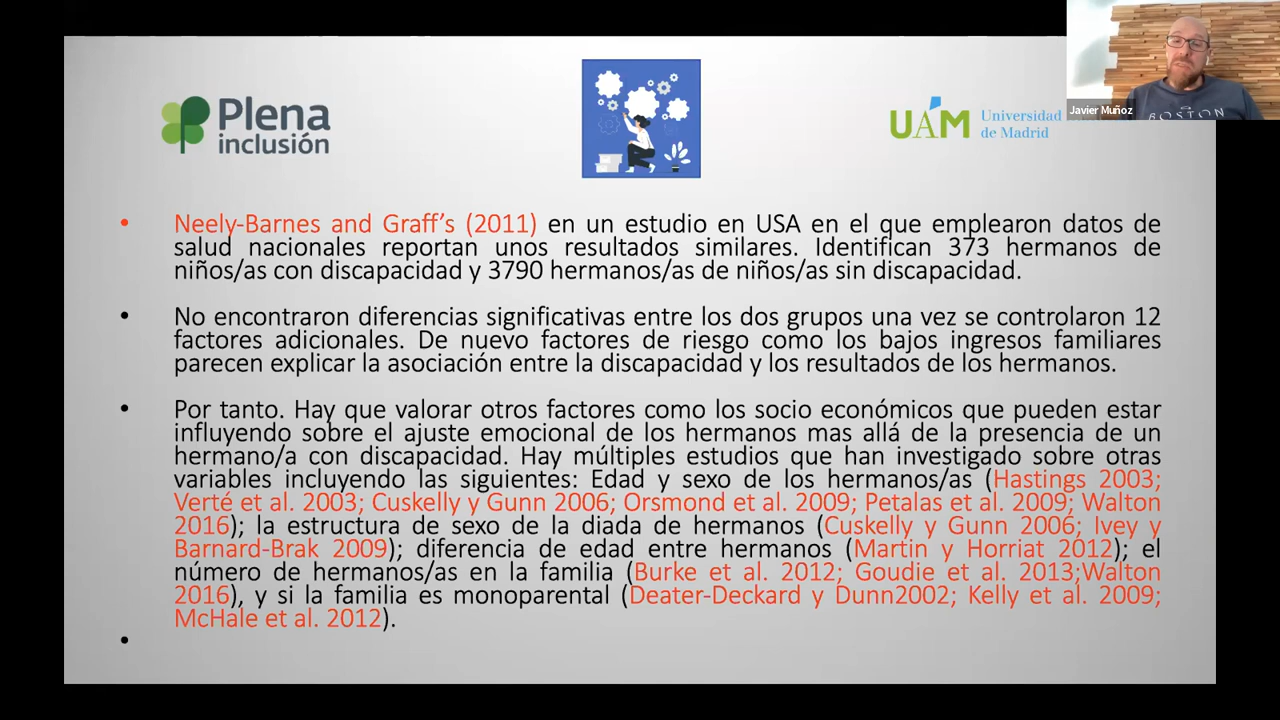 Plena
inclusión
UAM
Universidad
de Madrid
Javier Muñoz
BOSTON
• Neely-Barnes and Graff’s (2011) en un estudio en USA en el que emplearon datos de
salud nacionales reportan unos resultados similares. Identifican 373 hermanos de
niños/as con discapacidad y 3790 hermanos/as de niños/as sin discapacidad.
• No encontraron diferencias significativas entre los dos grupos una vez se controlaron 12
factores adicionales. De nuevo factores de riesgo como los bajos ingresos familiares
parecen explicar la asociación entre la discapacidad y los resultados de los hermanos.
• Por tanto. Hay que valorar otros factores como los socio económicos que pueden estar
influyendo sobre el ajuste emocional de los hermanos mas allá de la presencia de un
hermano/a con discapacidad. Hay múltiples estudios que han investigado sobre otras
variables incluyendo las siguientes: Edad y sexo de los hermanos/as (Hastings 2003;
Verté et al. 2003; Cuskelly y Gunn 2006; Orsmond et al. 2009; Petalas et al. 2009; Walton
2016); la estructura de sexo de la diada de hermanos (Cuskelly y Gunn 2006; Ivey y
Barnard-Brak 2009); diferencia de edad entre hermanos (Martin y Horriat 2012); el
número de hermanos/as en la familia (Burke et al. 2012; Goudie et al. 2013;Walton
2016), y si la familia es monoparental (Deater-Deckard y Dunn2002; Kelly et al. 2009;
McHale et al. 2012).
•